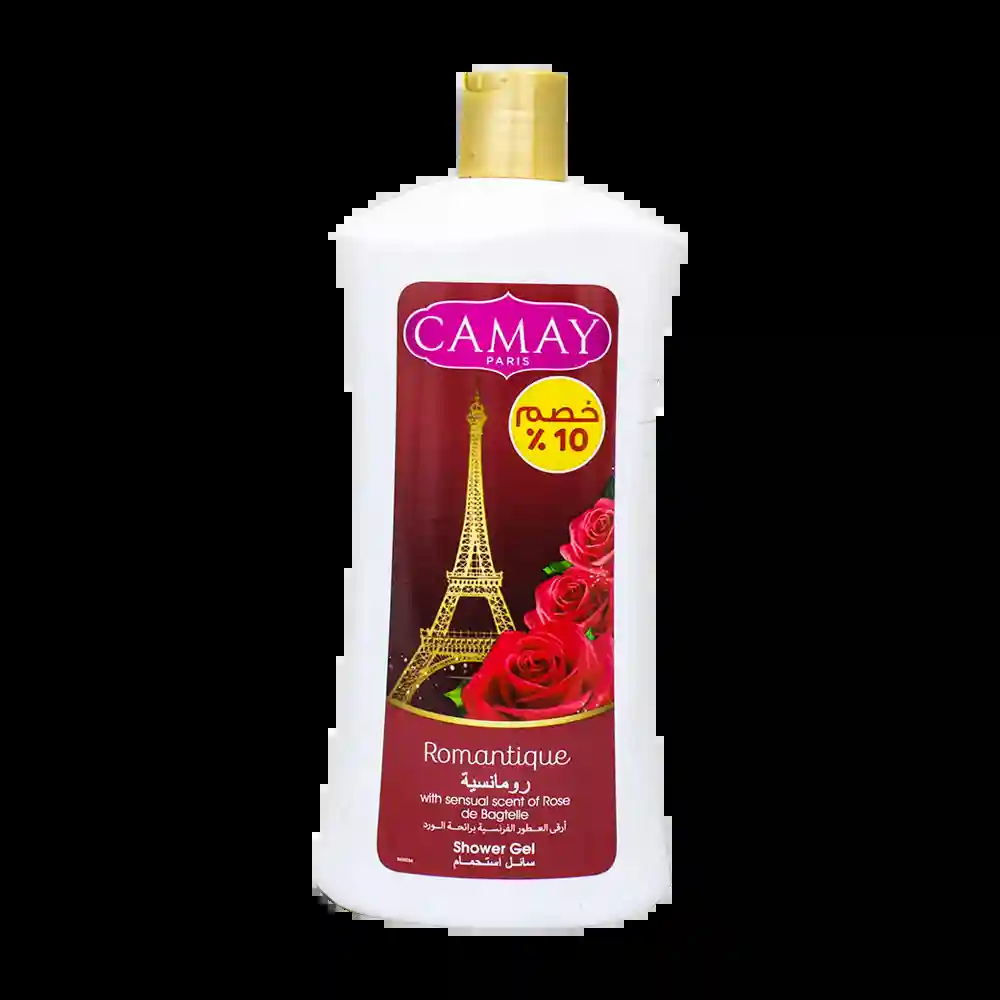 CAMAY
PARIS
خصم
10 %
Romantique
رومانسية
with sensual scent of Rose
de Bagtelle
أرقى العطور الفرنسية برائحة الورد
Shower Gel
سائل استحمام